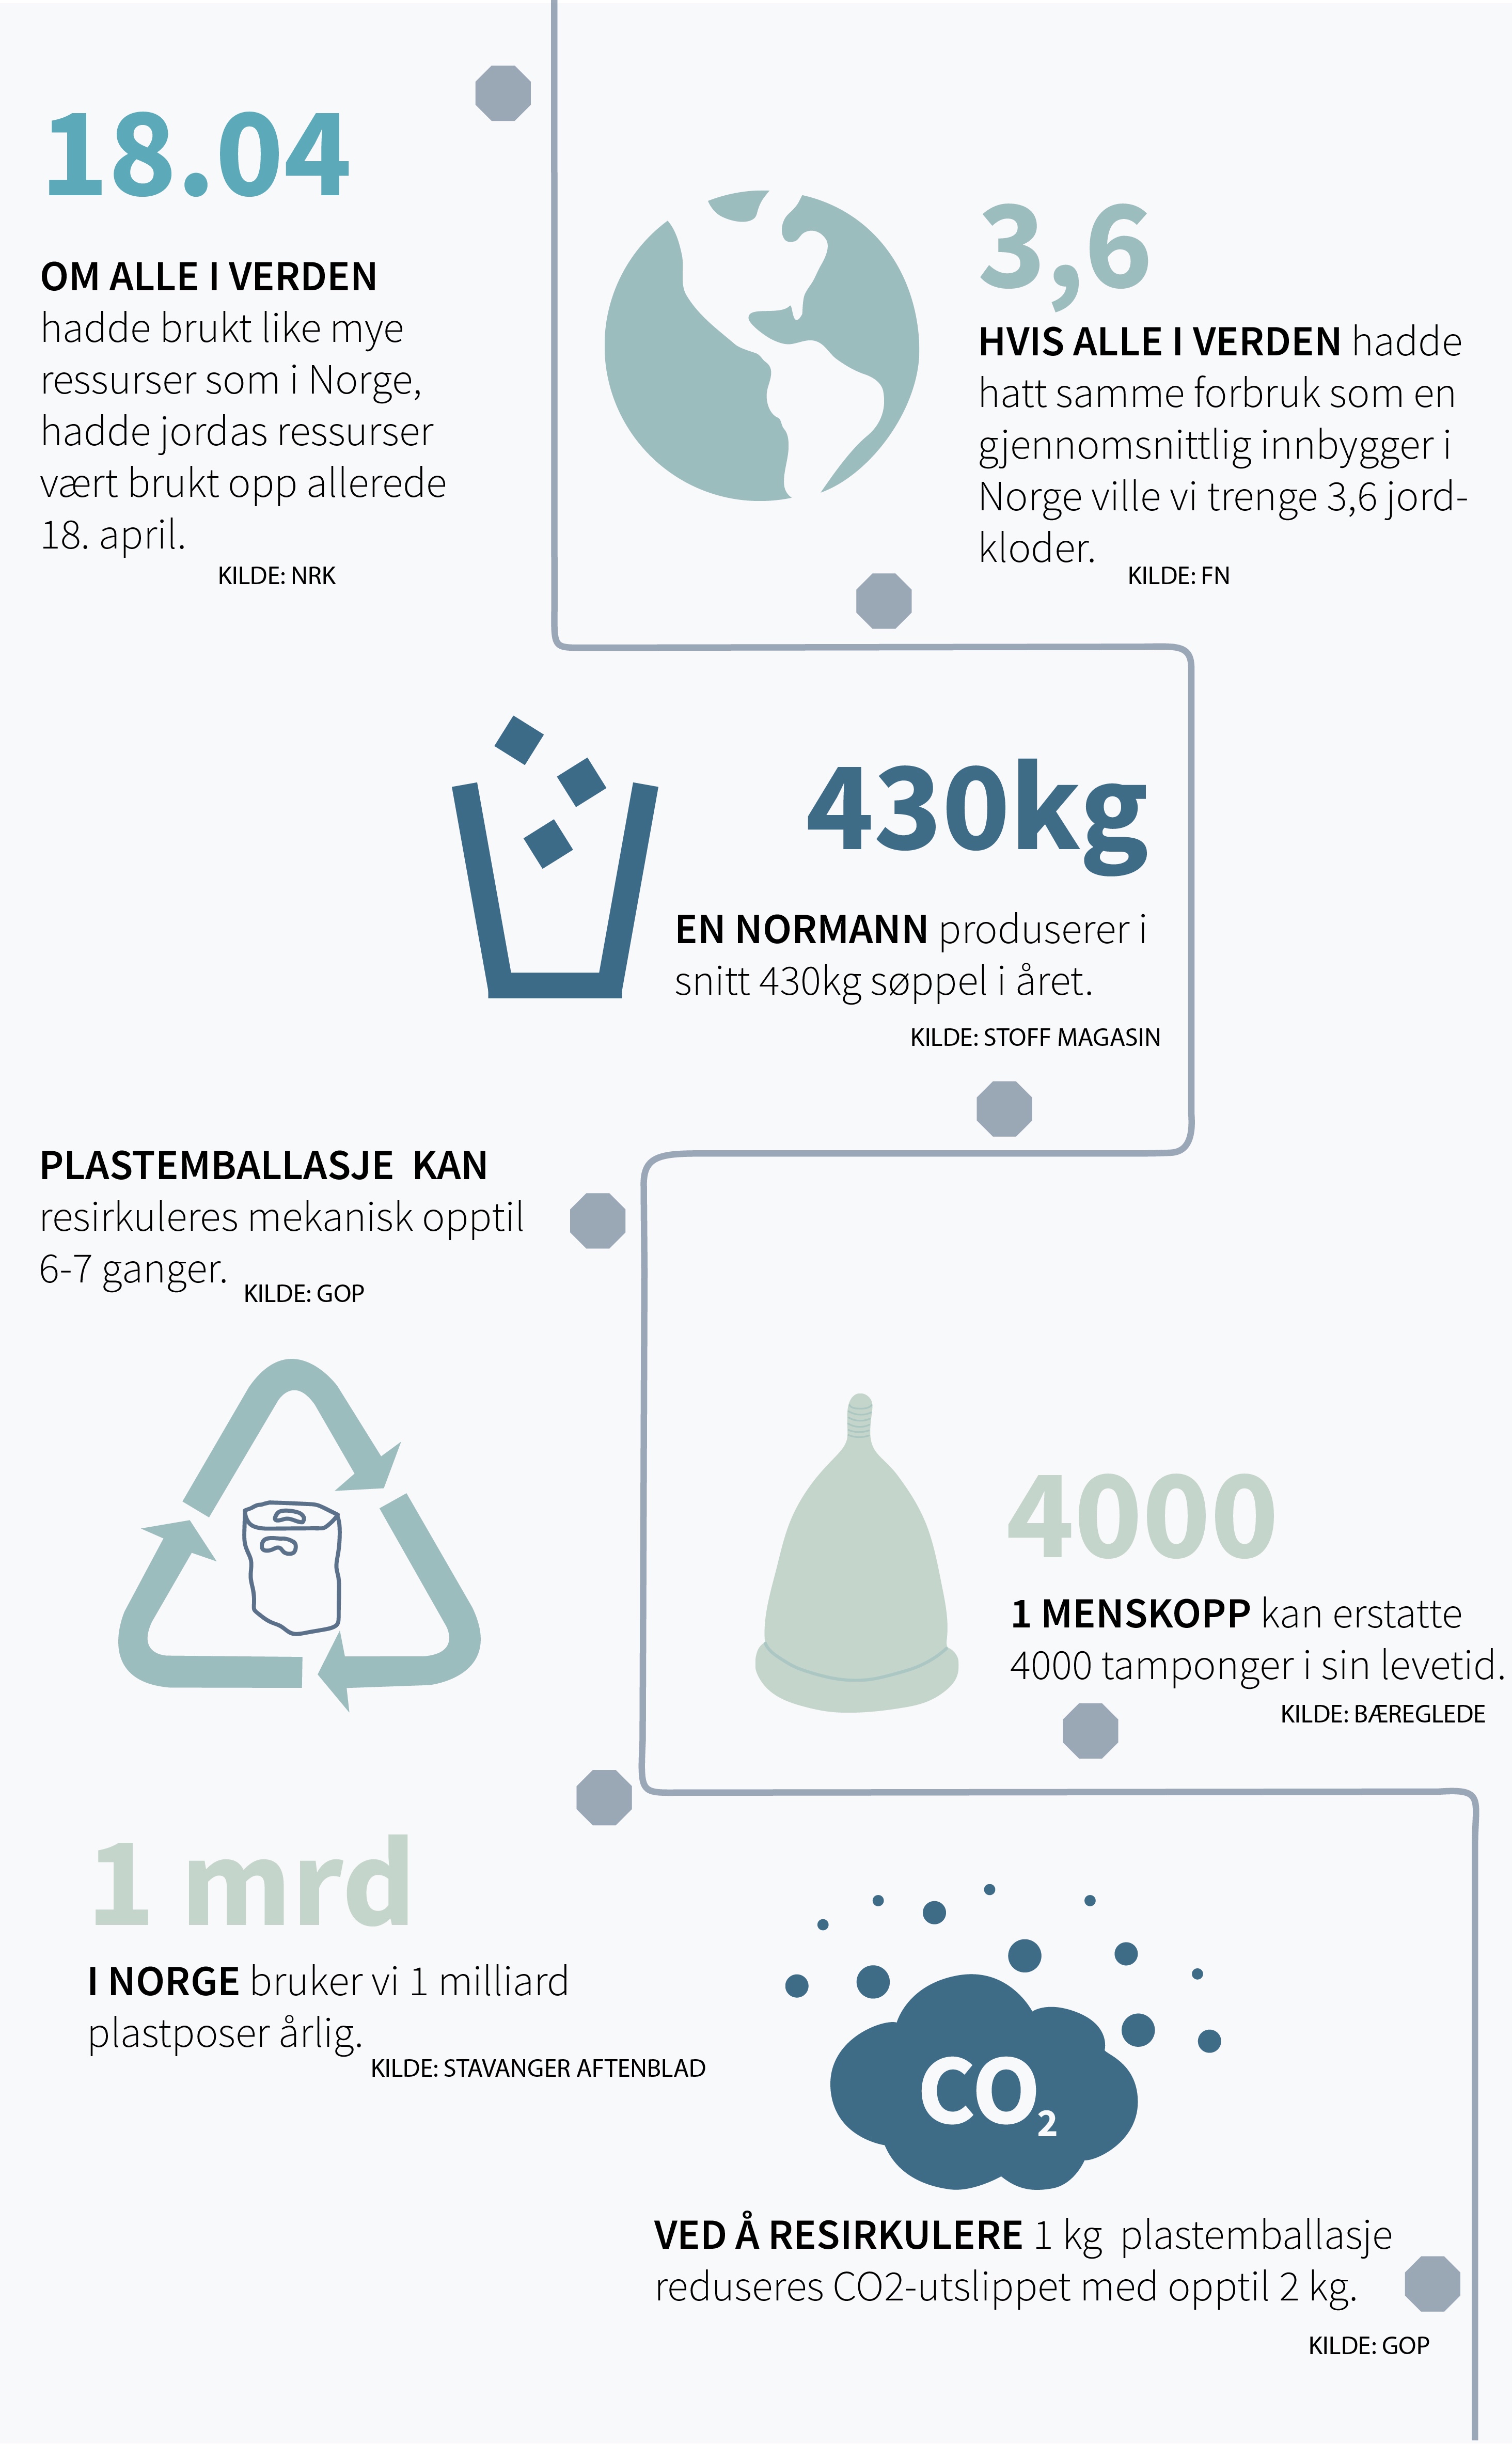 18.04
OM ALLE I VERDEN
hadde brukt like mye
ressurser som i Norge,
hadde jordas ressurser
vært brukt opp allerede
18. april.
KILDE: NRK
3,6
HVIS ALLE I VERDEN hadde
hatt samme forbruk som en
gjennomsnittlig innbygger i
Norge ville vi trenge 3,6 jord-
kloder.
KILDE: FN
430kg
EN NORMANN produserer i
snitt 430kg søppel i året.
KILDE: STOFF MAGASIN
PLASTEMBALLASJE  KAN
resirkuleres mekanisk opptil
6-7 ganger.
KILDE: GOP
4000
1 MENSKOPP kan erstatte
4000 tamponger i sin levetid.
KILDE: BÆREGLEDE
1 mrd
I NORGE bruker vi 1 milliard
plastposer årlig.
KILDE: STAVANGER AFTENBLAD
CO₂
VED Å RESIRKULERE 1 kg  plastemballasje
reduseres CO2-utslippet med opptil 2 kg.
KILDE: GOP